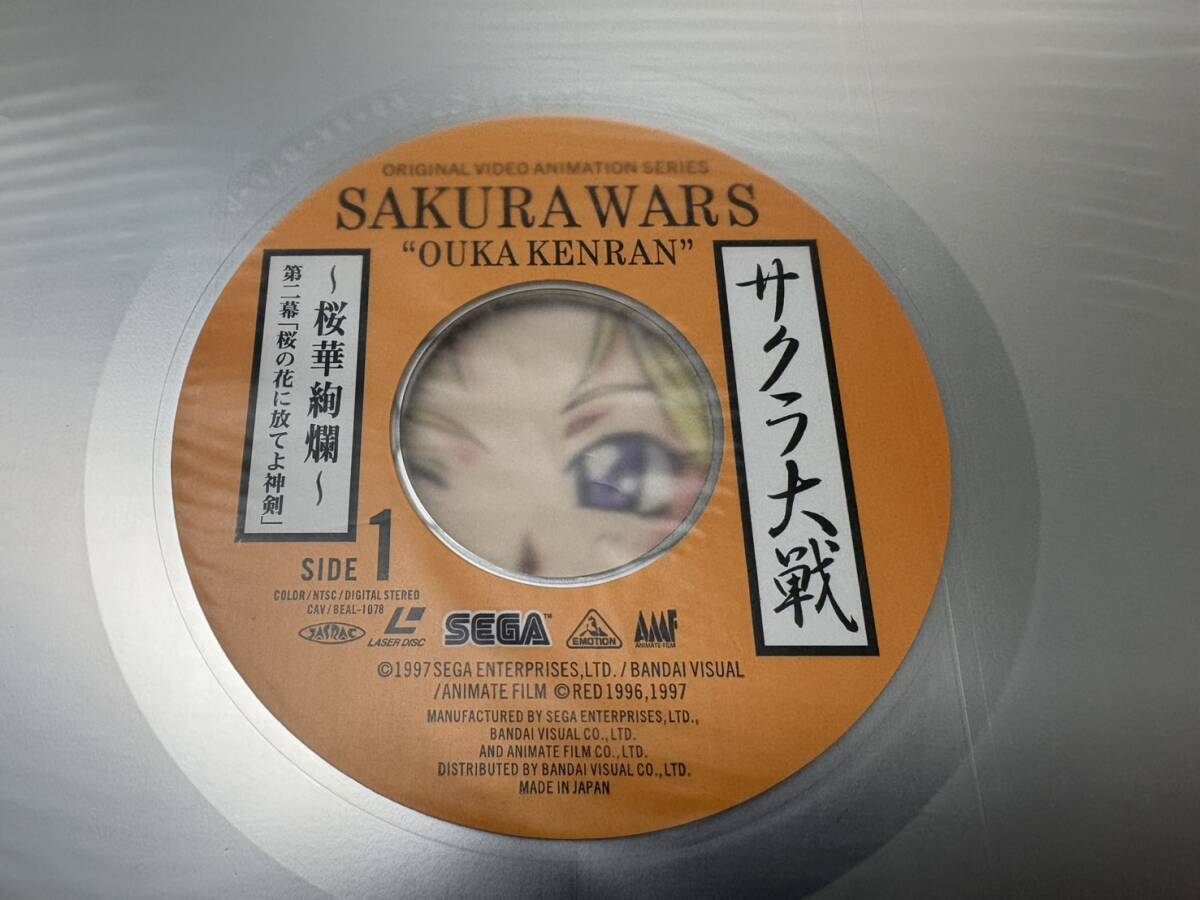 ORIGINAL VIDEO ANIMATION SERIES
SAKURA WARS
“OUKA KENRAN”
サクラ大戦
～桜華絢爛～
第二幕「桜の花に放てよ神剣」
SIDE 1
COLOR/NTSC/DIGITAL STEREO
CAV/BEAL-1078
JASRAC
LASER DISC
SEGA™
EMOTION
AMF
ANIMATE-FILM
©1997 SEGA ENTERPRISES,LTD./BANDAI VISUAL
/ANIMATE FILM ©RED 1996,1997
MANUFACTURED BY SEGA ENTERPRISES,LTD.,
BANDAI VISUAL CO.,LTD.
AND ANIMATE FILM CO.,LTD.
DISTRIBUTED BY BANDAI VISUAL CO.,LTD.
MADE IN JAPAN